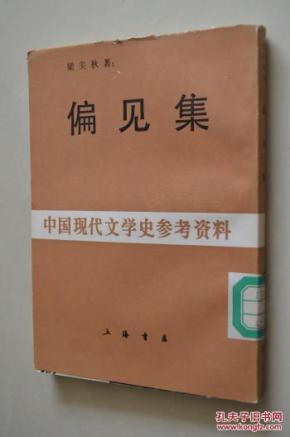 梁实秋著:
偏见集
中国现代文学史参考资料
上海书店
孔夫子旧书网